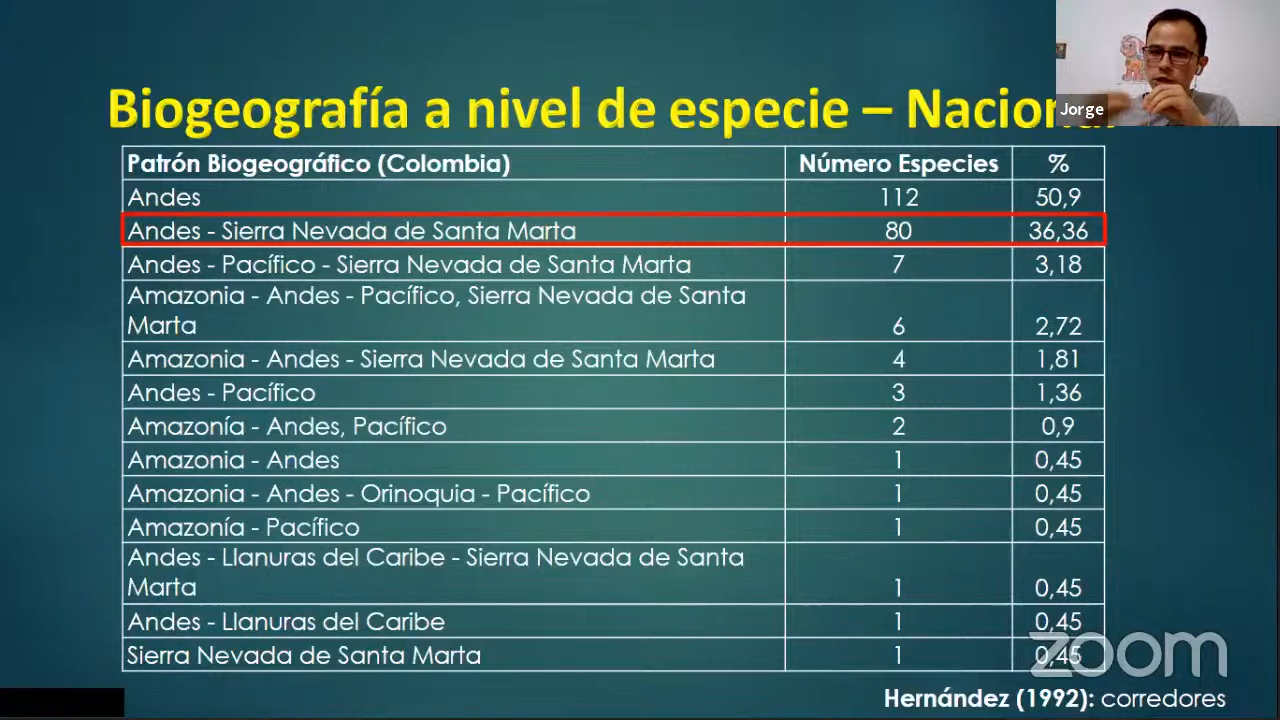 Biogeografía a nivel de especie – Nacional
Jorge
Patrón Biogeográfico (Colombia) Número Especies %
Andes 112 50,9
Andes - Sierra Nevada de Santa Marta 80 36,36
Andes - Pacífico - Sierra Nevada de Santa Marta 7 3,18
Amazonia - Andes - Pacífico, Sierra Nevada de Santa
Marta 6 2,72
Amazonia - Andes - Sierra Nevada de Santa Marta 4 1,81
Andes - Pacífico 3 1,36
Amazonía - Andes, Pacífico 2 0,9
Amazonia - Andes 1 0,45
Amazonia - Andes - Orinoquia - Pacífico 1 0,45
Amazonía - Pacífico 1 0,45
Andes - Llanuras del Caribe - Sierra Nevada de Santa
Marta 1 0,45
Andes - Llanuras del Caribe 1 0,45
Sierra Nevada de Santa Marta 1 0,45
zoom
Hernández (1992): corredores